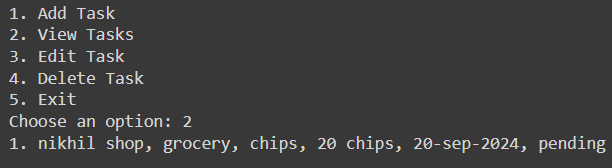 1. Add Task
2. View Tasks
3. Edit Task
4. Delete Task
5. Exit
Choose an option: 2
1. nikhil shop, grocery, chips, 20 chips, 20-sep-2024, pending